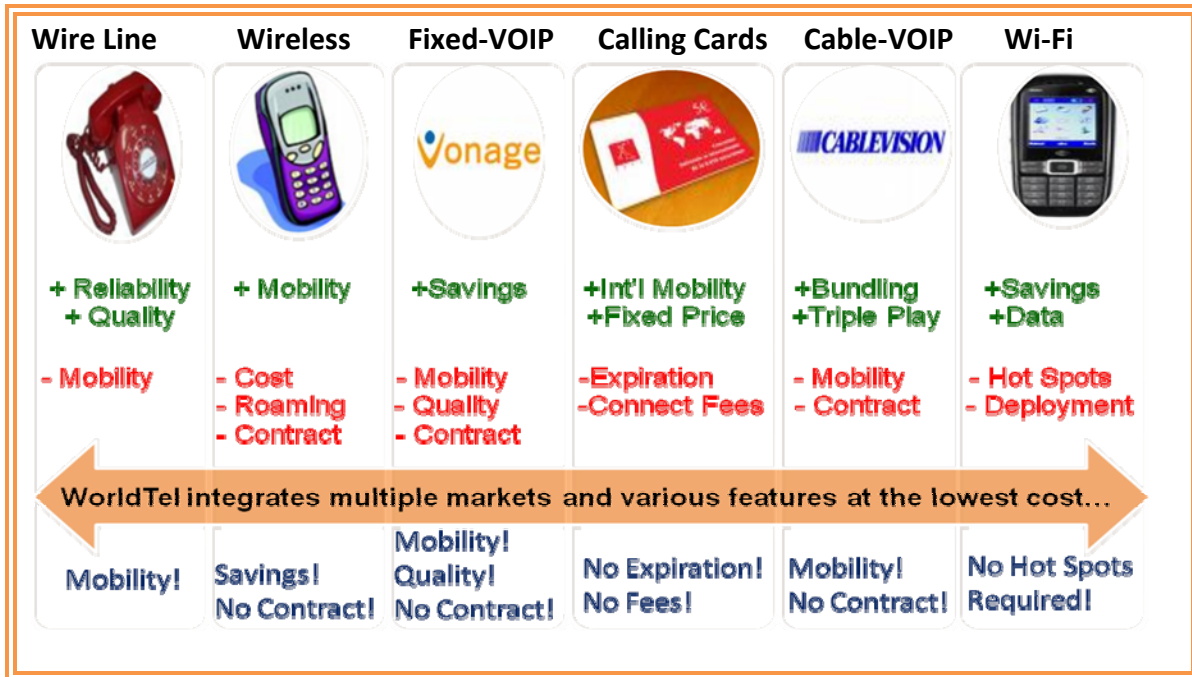 Wire Line
Wireless
Fixed-VOIP
Calling Cards
Cable-VOIP
Wi-Fi
Vonage
CABLEVISION
+ Reliability
+ Quality
+ Mobility
+Savings
+Int'l Mobility
+Fixed Price
+Bundling
+Triple Play
+Savings
+Data
- Mobility
- Cost
- Roaming
- Contract
- Mobility
- Quality
- Contract
-Expiration
-Connect Fees
- Mobility
- Contract
- Hot Spots
- Deployment
WorldTel integrates multiple markets and various features at the lowest cost...
Mobility!
Savings!
No Contract!
Mobility!
Quality!
No Contract!
No Expiration!
No Fees!
Mobility!
No Contract!
No Hot Spots
Required!